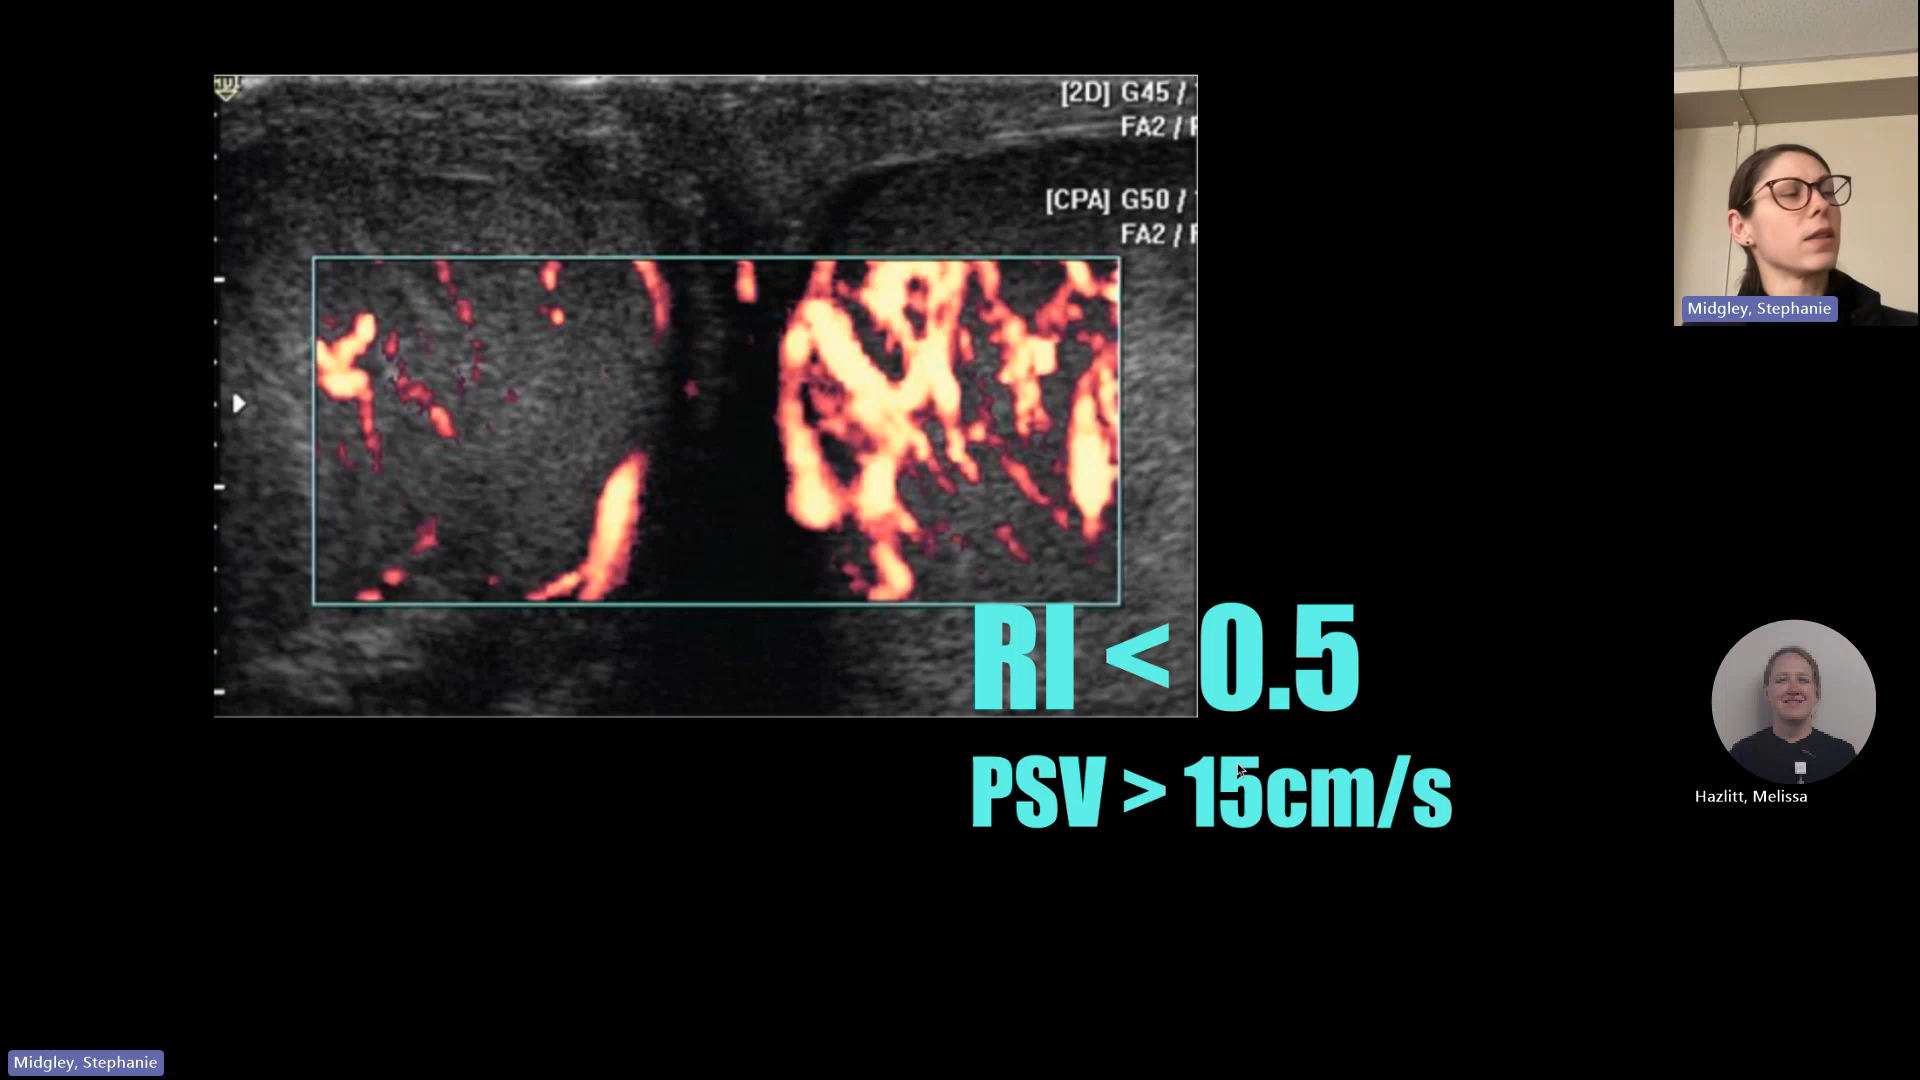 [2D] G45 /
FA2 /
[CPA] G50 /
FA2 /
RI < 0.5
PSV > 15cm/s
Midgley, Stephanie
Hazlitt, Melissa
Midgley, Stephanie